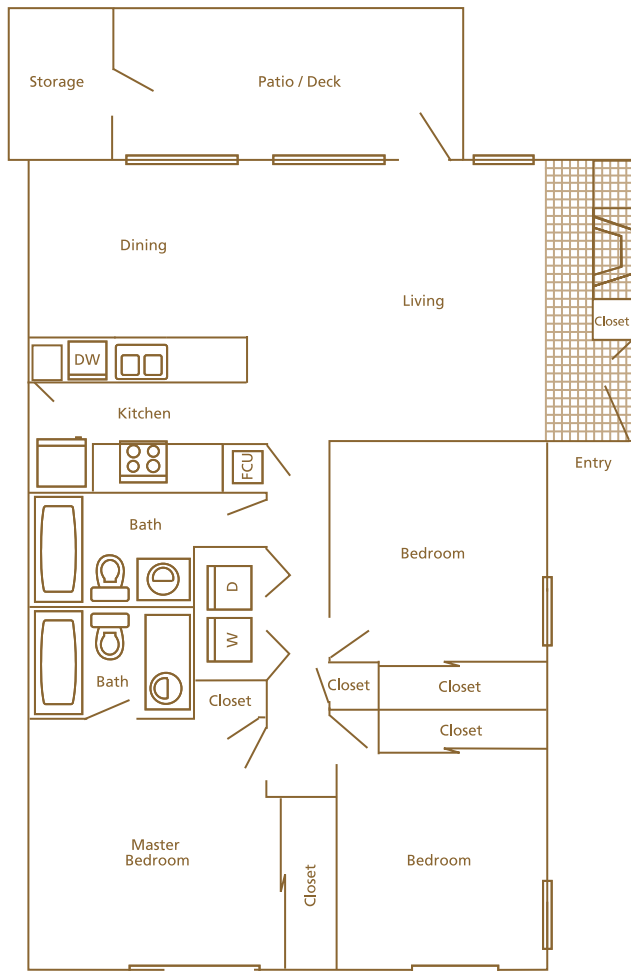 Storage
Patio / Deck
Dining
Living
Closet
DW
Kitchen
FCU
Entry
Bath
Bedroom
D
W
Bath
Closet
Closet
Closet
Closet
Master
Bedroom
Closet
Bedroom